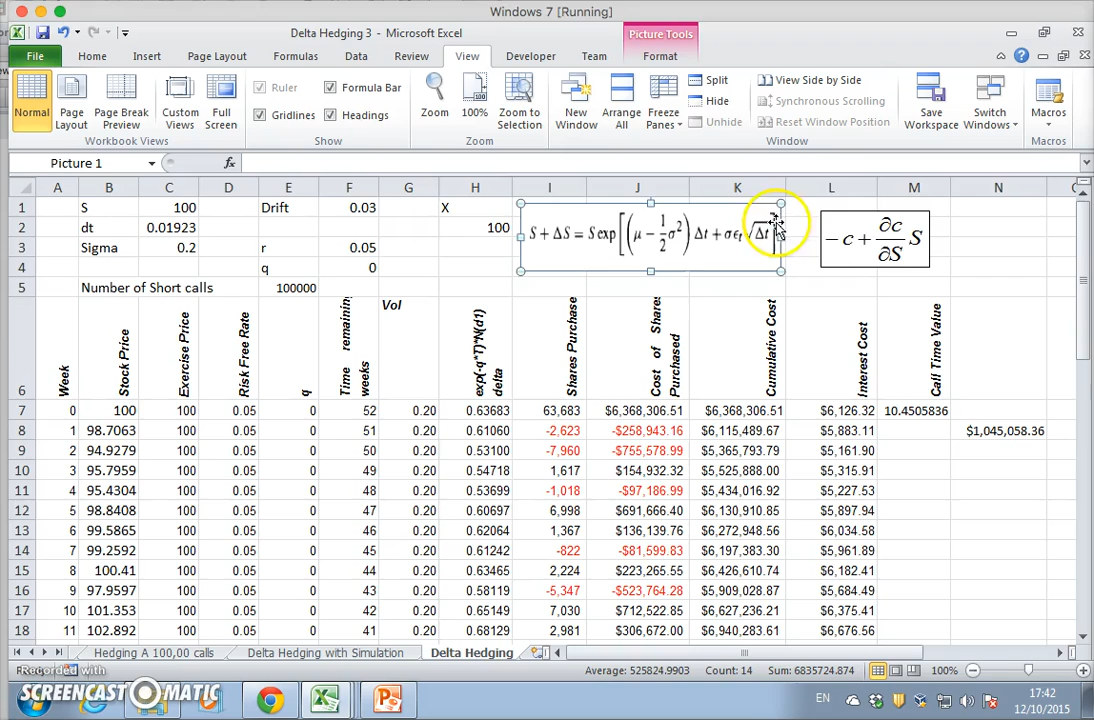 Windows 7 [Running]
Delta Hedging 3 - Microsoft Excel
Picture Tools
File Home Insert Page Layout Formulas Data Review View Developer Team Format
Normal Page Layout Page Break Preview Custom Views Full Screen
Ruler Formula Bar
Gridlines Headings
Zoom 100% Zoom to Selection
New Window Arrange All Freeze Panes
Split
Hide
Unhide
View Side by Side
Synchronous Scrolling
Reset Window Position
Save Workspace Switch Windows Macros
Workbook Views Show Zoom Window Macros
Picture 1 fx
A B C D E F G H I J K L M N
1 S 100 Drift 0.03 X
2 dt 0.01923 100
3 Sigma 0.2 r 0.05
4 q 0
5 Number of Short calls 100000
S + ΔS = S exp[(μ − 1/2 σ²) Δt + σϵt √Δt]
−c + ∂c/∂S S
6 Week Stock Price Exercise Price Risk Free Rate q Time remaining weeks Vol exp(-q*T)*N(d1) delta Shares Purchase Cost of Shares Purchased Cumulative Cost Interest Cost Call Time Value
7 0 100 100 0.05 0 52 0.20 0.63683 63,683 $6,368,306.51 $6,368,306.51 $6,126.32 10.4505836
8 1 98.7063 100 0.05 0 51 0.20 0.61060 -2,623 -$258,943.16 $6,115,489.67 $5,883.11 $1,045,058.36
9 2 94.9279 100 0.05 0 50 0.20 0.53100 -7,960 -$755,578.99 $5,365,793.79 $5,161.90
10 3 95.7959 100 0.05 0 49 0.20 0.54718 1,617 $154,932.32 $5,525,888.00 $5,315.91
11 4 95.4304 100 0.05 0 48 0.20 0.53699 -1,018 -$97,186.99 $5,434,016.92 $5,227.53
12 5 98.8408 100 0.05 0 47 0.20 0.60697 6,998 $691,666.40 $6,130,910.85 $5,897.94
13 6 99.5865 100 0.05 0 46 0.20 0.62064 1,367 $136,139.76 $6,272,948.56 $6,034.58
14 7 99.2592 100 0.05 0 45 0.20 0.61242 -822 -$81,599.83 $6,197,383.30 $5,961.89
15 8 100.41 100 0.05 0 44 0.20 0.63465 2,224 $223,265.55 $6,426,610.74 $6,182.41
16 9 97.9597 100 0.05 0 43 0.20 0.58119 -5,347 -$523,764.28 $5,909,028.87 $5,684.49
17 10 101.353 100 0.05 0 42 0.20 0.65149 7,030 $712,522.85 $6,627,236.21 $6,375.41
18 11 102.892 100 0.05 0 41 0.20 0.68129 2,981 $306,672.00 $6,940,283.61 $6,676.56
Hedging A 100,00 calls Delta Hedging with Simulation Delta Hedging
Recorded with Average: 525824.9903 Count: 14 Sum: 6835724.874 100%
SCREENCAST-O-MATIC
EN 17:42
12/10/2015